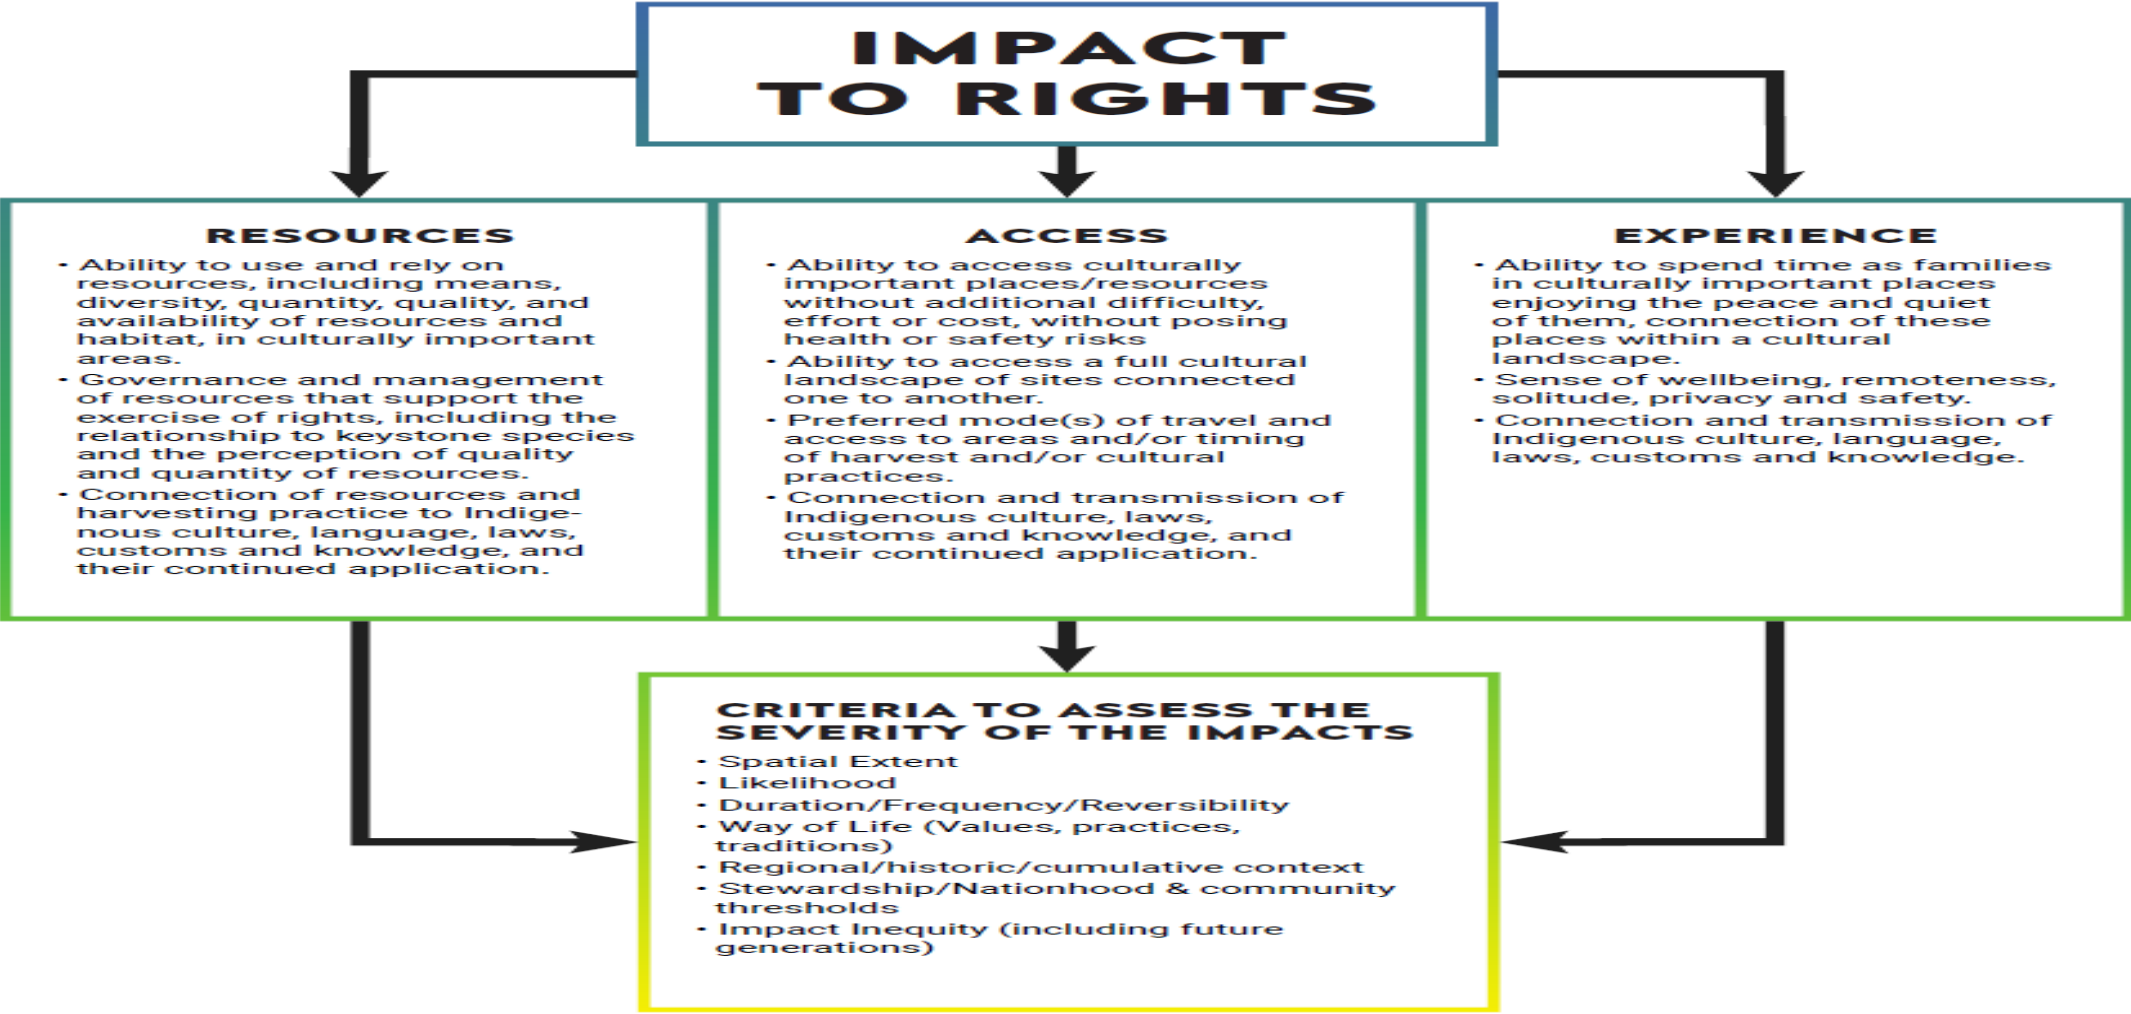 IMPACT
TO RIGHTS
RESOURCES
• Ability to use and rely on
resources, including means,
diversity, quantity, quality, and
availability of resources and
habitat, in culturally important
areas.
• Governance and management
of resources that support the
exercise of rights, including the
relationship to keystone species
and the perception of quality
and quantity of resources.
• Connection of resources and
harvesting practice to Indige-
nous culture, language, laws,
customs and knowledge, and
their continued application.
ACCESS
• Ability to access culturally
important places/resources
without additional difficulty,
effort or cost, without posing
health or safety risks
• Ability to access a full cultural
landscape of sites connected
one to another.
• Preferred mode(s) of travel and
access to areas and/or timing
of harvest and/or cultural
practices.
• Connection and transmission of
Indigenous culture, laws,
customs and knowledge, and
their continued application.
EXPERIENCE
• Ability to spend time as families
in culturally important places
enjoying the peace and quiet
of them, connection of these
places within a cultural
landscape.
• Sense of wellbeing, remoteness,
solitude, privacy and safety.
• Connection and transmission of
Indigenous culture, language,
laws, customs and knowledge.
CRITERIA TO ASSESS THE
SEVERITY OF THE IMPACTS
• Spatial Extent
• Likelihood
• Duration/Frequency/Reversibility
• Way of Life (Values, practices,
traditions)
• Regional/historic/cumulative context
• Stewardship/Nationhood & community
thresholds
• Impact Inequity (including future
generations)